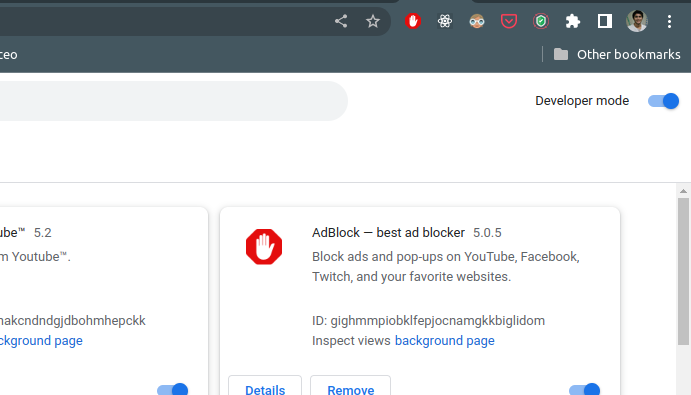 ceo
Other bookmarks
Developer mode
ube™ 5.2
m Youtube™.
nakcndndgjdbohmhepckk
ckground page
AdBlock — best ad blocker 5.0.5
Block ads and pop-ups on YouTube, Facebook,
Twitch, and your favorite websites.
ID: gighmmpiobklfepjocnamgkkbiglidom
Inspect views background page
Details Remove